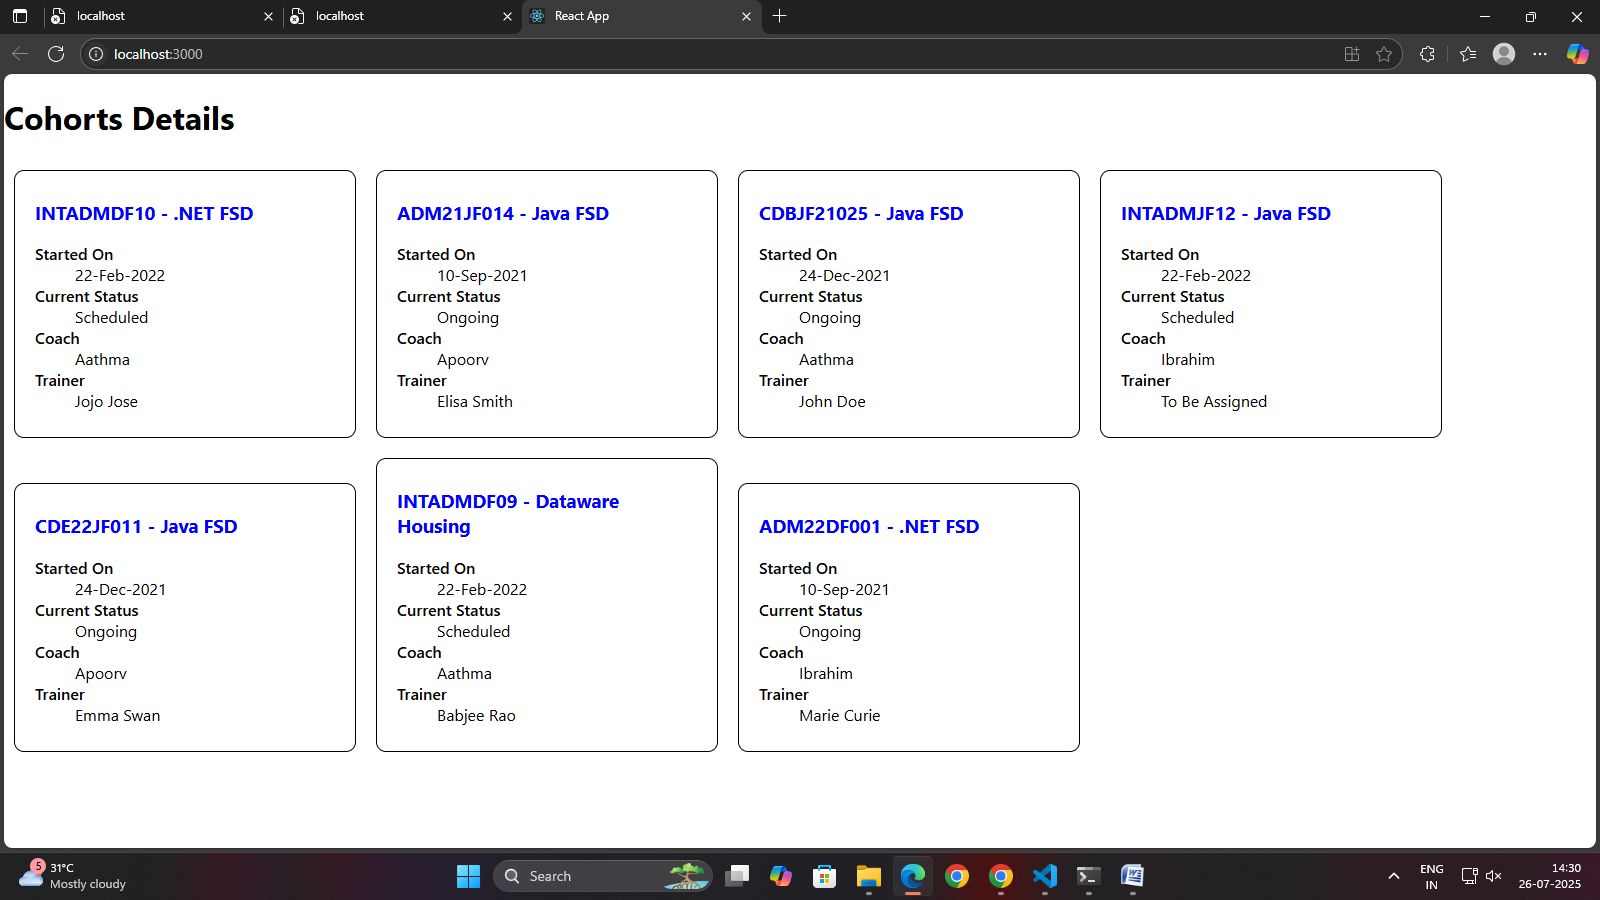 localhost
localhost
React App
localhost:3000
Cohorts Details
INTADMDF10 - .NET FSD
Started On
22-Feb-2022
Current Status
Scheduled
Coach
Aathma
Trainer
Jojo Jose
ADM21JF014 - Java FSD
Started On
10-Sep-2021
Current Status
Ongoing
Coach
Apoorv
Trainer
Elisa Smith
CDBJF21025 - Java FSD
Started On
24-Dec-2021
Current Status
Ongoing
Coach
Aathma
Trainer
John Doe
INTADMJF12 - Java FSD
Started On
22-Feb-2022
Current Status
Scheduled
Coach
Ibrahim
Trainer
To Be Assigned
CDE22JF011 - Java FSD
Started On
24-Dec-2021
Current Status
Ongoing
Coach
Apoorv
Trainer
Emma Swan
INTADMDF09 - Dataware
Housing
Started On
22-Feb-2022
Current Status
Scheduled
Coach
Aathma
Trainer
Babjee Rao
ADM22DF001 - .NET FSD
Started On
10-Sep-2021
Current Status
Ongoing
Coach
Ibrahim
Trainer
Marie Curie
5
31°C
Mostly cloudy
Search
ENG
IN
14:30
26-07-2025